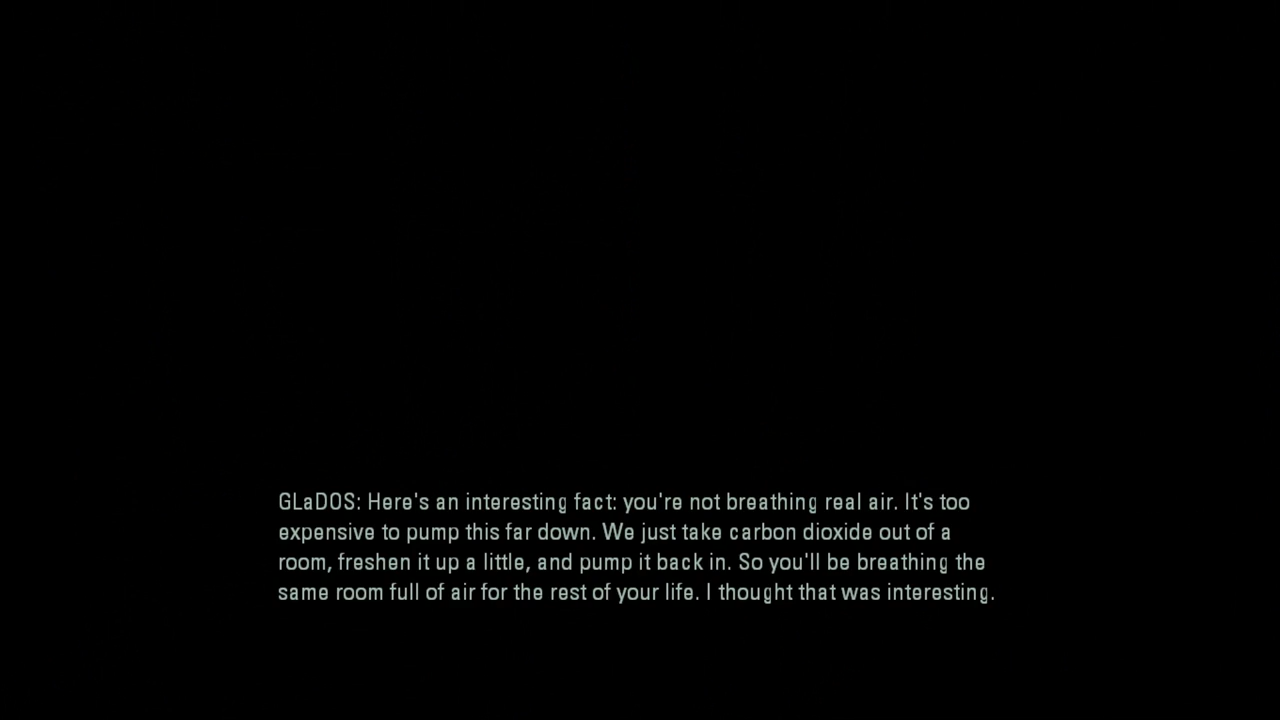 GLaDOS: Here's an interesting fact: you're not breathing real air. It's too
expensive to pump this far down. We just take carbon dioxide out of a
room, freshen it up a little, and pump it back in. So you'll be breathing the
same room full of air for the rest of your life. I thought that was interesting.